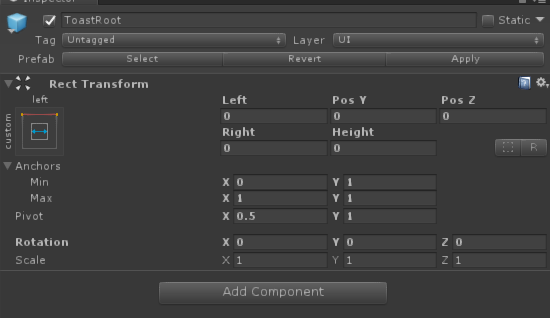 Inspector
ToastRoot Static
Tag Untagged Layer UI
Prefab Select Revert Apply
Rect Transform
left
custom
Left Pos Y Pos Z
0 0 0
Right Height
0 0 R
Anchors
Min X 0 Y 1
Max X 1 Y 1
Pivot X 0.5 Y 1
Rotation X 0 Y 0 Z 0
Scale X 1 Y 1 Z 1
Add Component